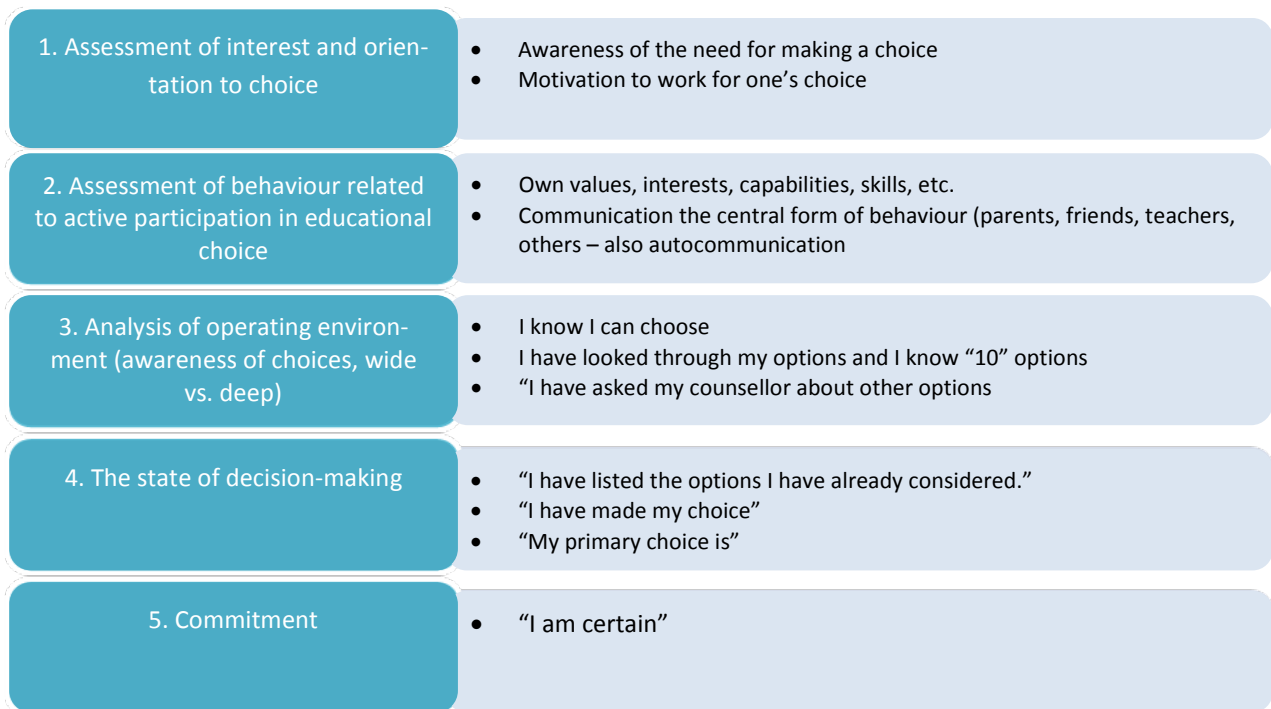 1. Assessment of interest and orien-
tation to choice
• Awareness of the need for making a choice
• Motivation to work for one’s choice
2. Assessment of behaviour related
to active participation in educational
choice
• Own values, interests, capabilities, skills, etc.
• Communication the central form of behaviour (parents, friends, teachers,
others – also autocommunication
3. Analysis of operating environ-
ment (awareness of choices, wide
vs. deep)
• I know I can choose
• I have looked through my options and I know “10” options
• “I have asked my counsellor about other options
4. The state of decision-making
• “I have listed the options I have already considered.”
• “I have made my choice”
• “My primary choice is”
5. Commitment
• “I am certain”